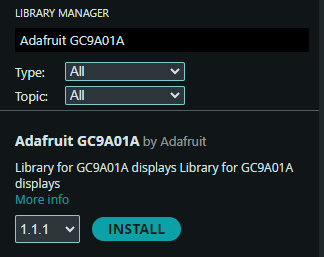 LIBRARY MANAGER
Adafruit GC9A01A
Type: All
Topic: All
Adafruit GC9A01A by Adafruit
Library for GC9A01A displays Library for GC9A01A
displays
More info
1.1.1 INSTALL